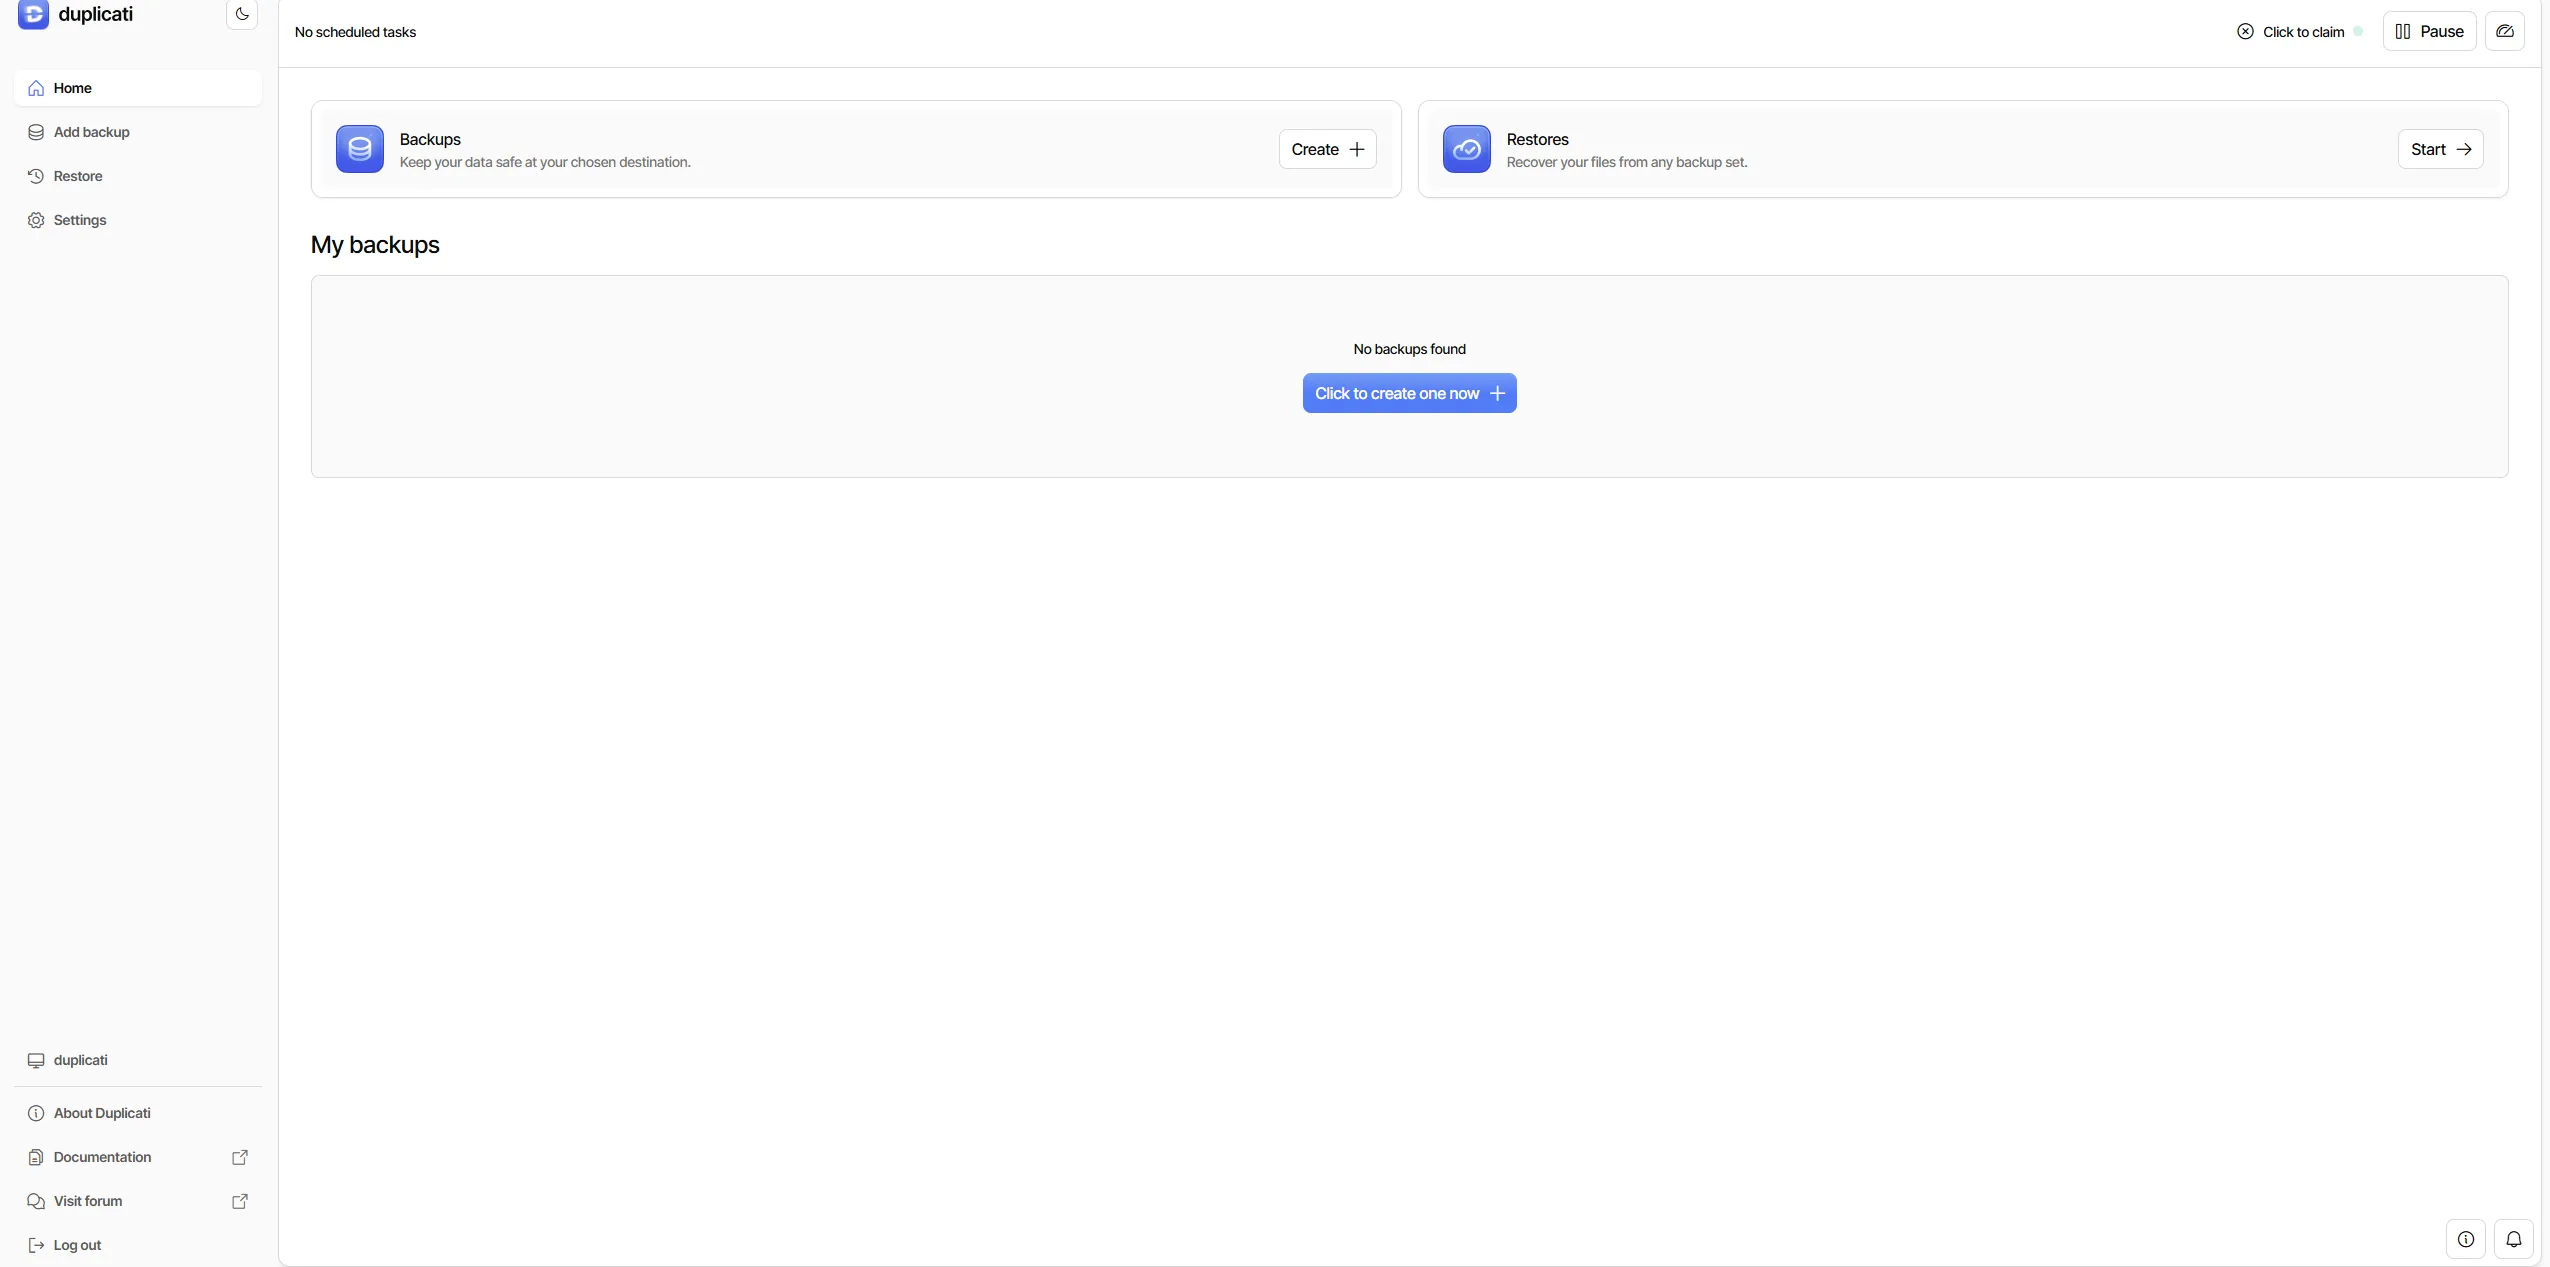 duplicati
Home
Add backup
Restore
Settings
duplicati
About Duplicati
Documentation
Visit forum
Log out
No scheduled tasks
Click to claim
Pause
Backups
Keep your data safe at your chosen destination.
Create
Restores
Recover your files from any backup set.
Start
My backups
No backups found
Click to create one now